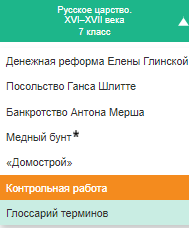 Русское царство.
XVI–XVII века
7 класс
Денежная реформа Елены Глинской
Посольство Ганса Шлитте
Банкротство Антона Мерша
Медный бунт*
«Домострой»
Контрольная работа
Глоссарий терминов